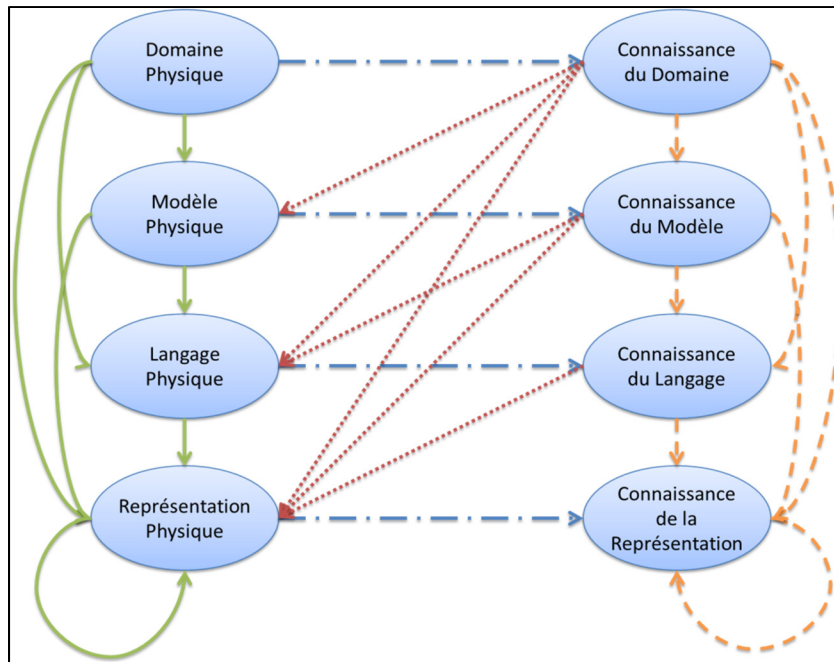 Domaine
Physique
Connaissance
du Domaine
Modèle
Physique
Connaissance
du Modèle
Langage
Physique
Connaissance
du Langage
Représentation
Physique
Connaissance
de la
Représentation